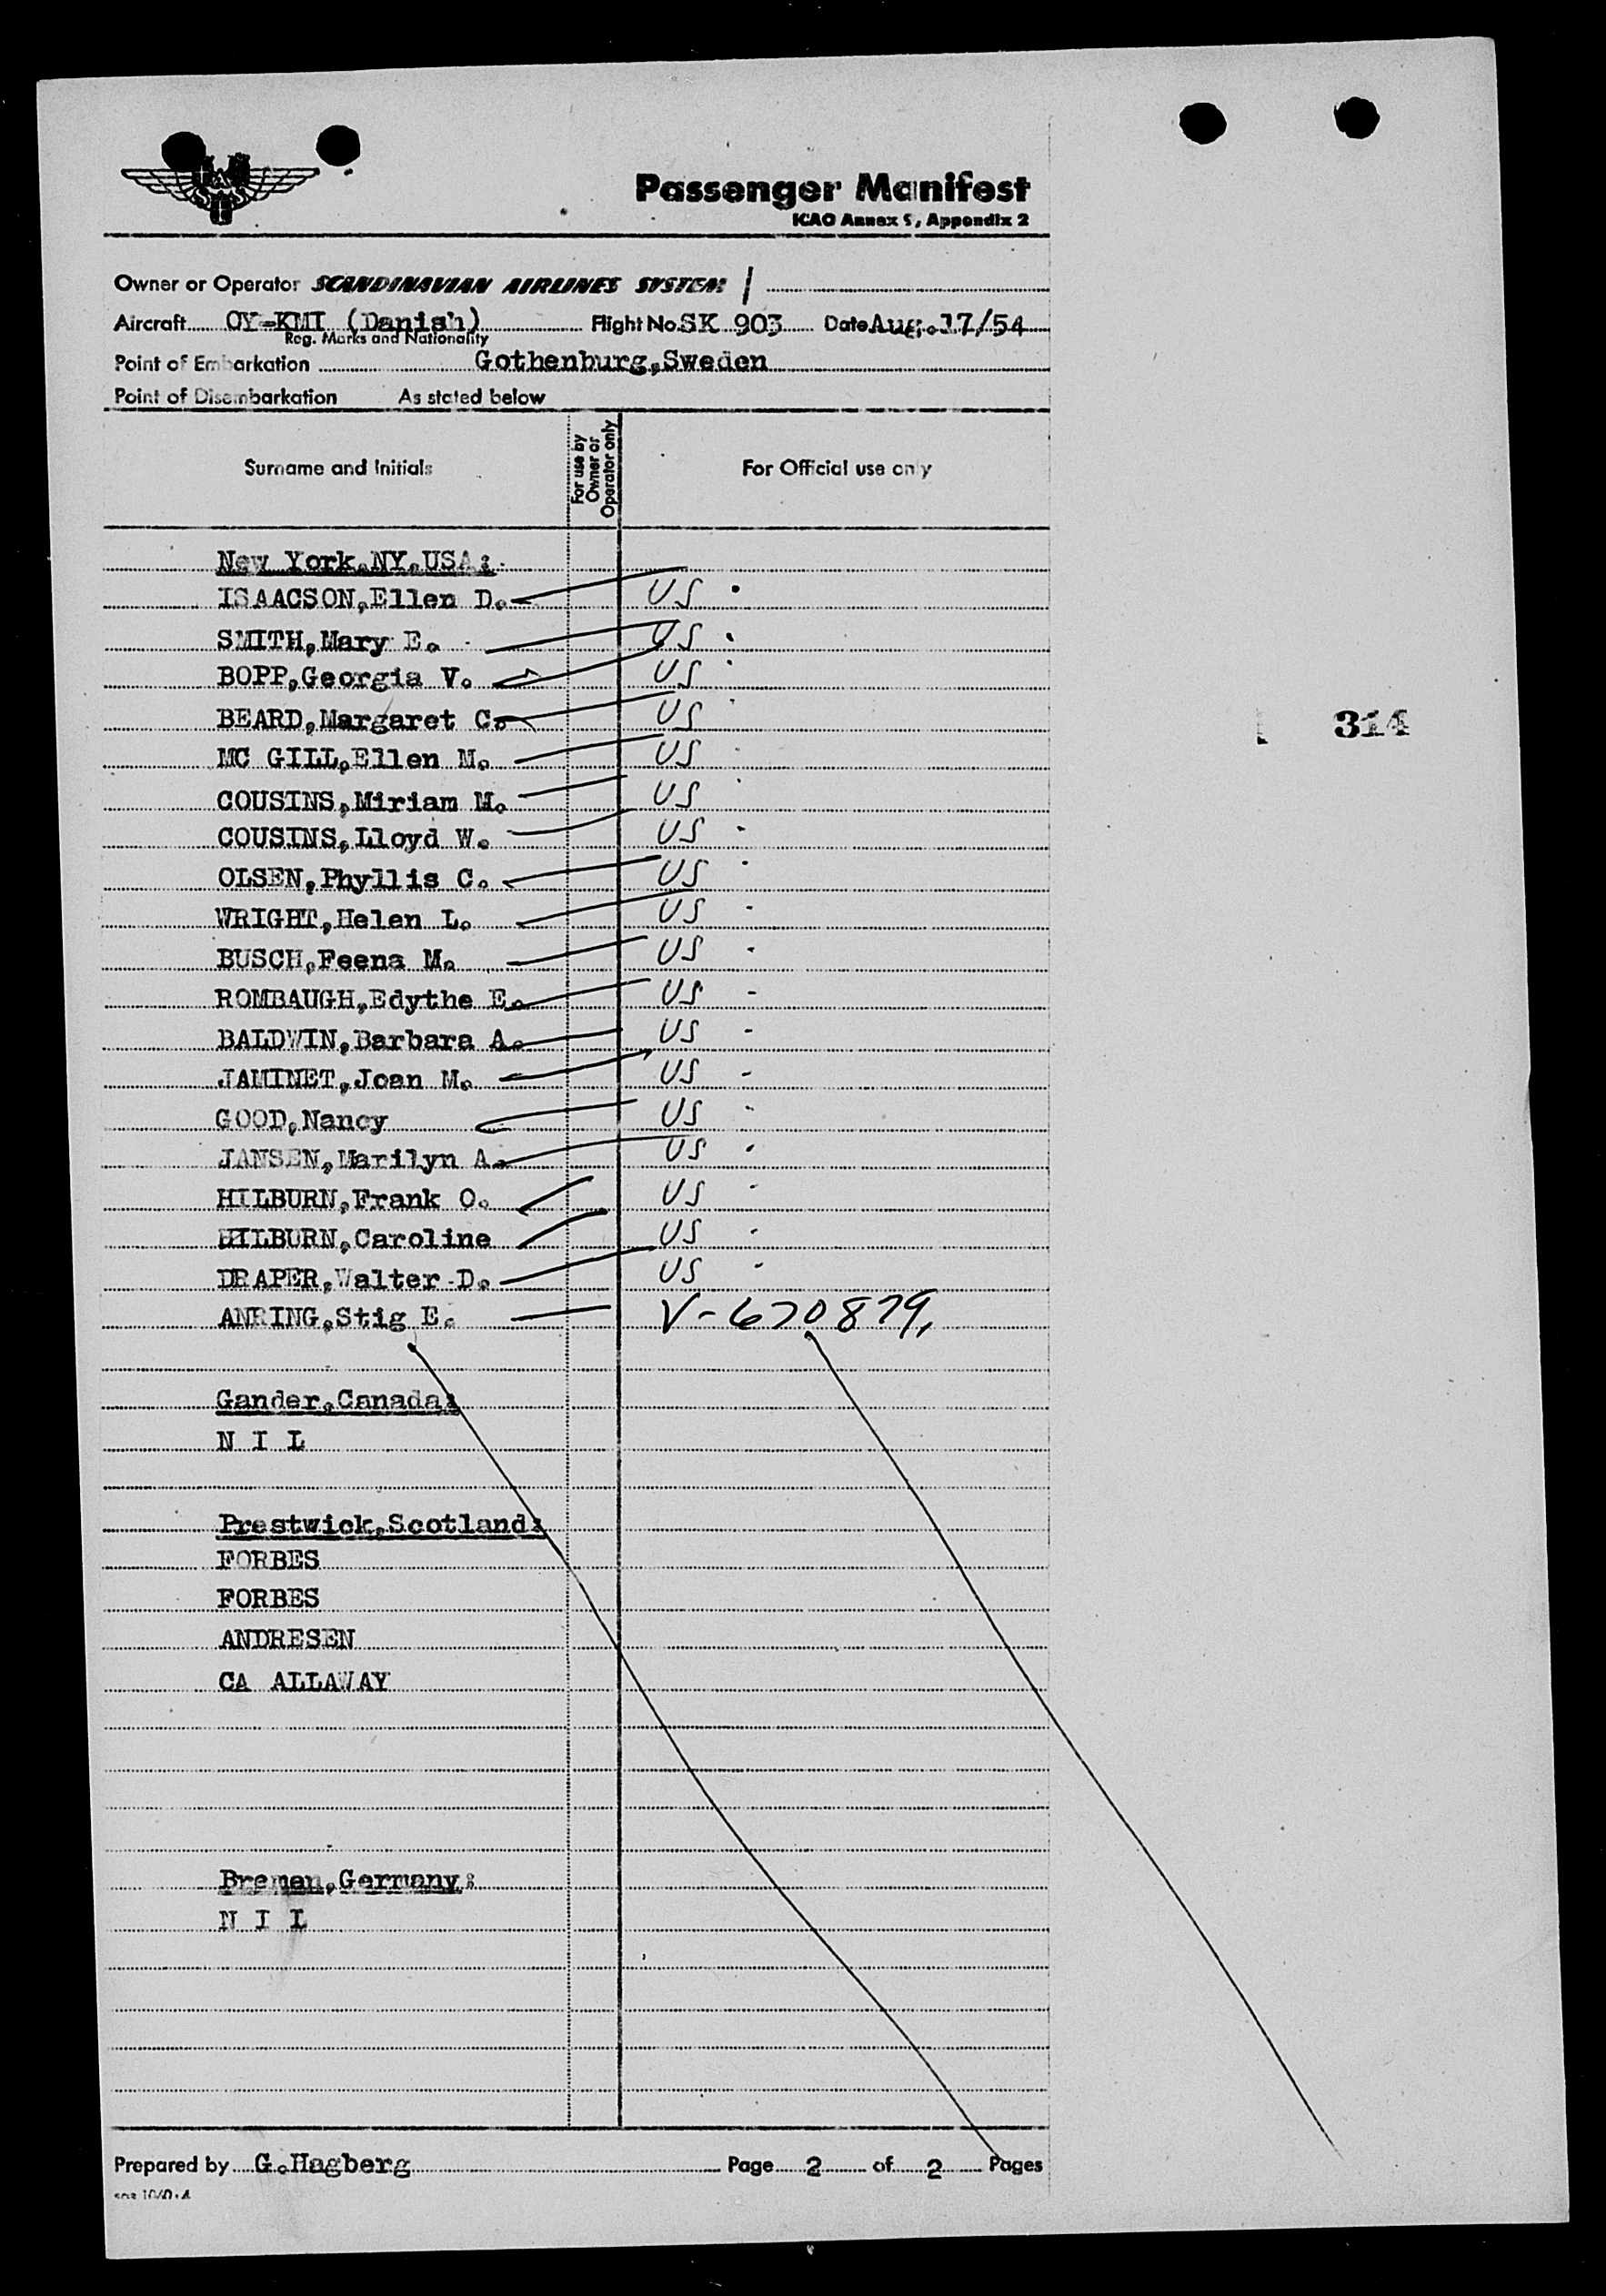 SAS
Passenger Manifest
ICAO Annex 9, Appendix 2
Owner or Operator SCANDINAVIAN AIRLINES SYSTEM /
Aircraft OY-KMI (Danish) Flight No. SK 903 Date Aug.17/54
Reg. Marks and Nationality
Point of Embarkation Gothenburg,Sweden
Point of Disembarkation As stated below
Surname and Initials For use by Owner or Operator only For Official use only
New York,NY,USA:
ISAACSON,Ellen D. US
SMITH,Mary E. US
BOPP,Georgia V. US
BEARD,Margaret C. US
314
MC GILL,Ellen M. US
COUSINS,Miriam M. US
COUSINS,Lloyd W. US
OLSEN,Phyllis C. US
WRIGHT,Helen L. US
BUSCH,Feena M. US
ROMBAUGH,Edythe E. US
BALDWIN,Barbara A. US
JAMINET,Joan M. US
GOOD,Nancy US
JANSEN,Marilyn A. US
HILBURN,Frank O. US
HILBURN,Caroline US
DRAPER,Walter D. US
ANRING,Stig E. V-670879,
Gander,Canada:
N I L
Prestwick,Scotland:
FORBES
FORBES
ANDRESEN
CA ALLAWAY
Bremen,Germany:
N I L
Prepared by G.Hagberg Page 2 of 2 Pages